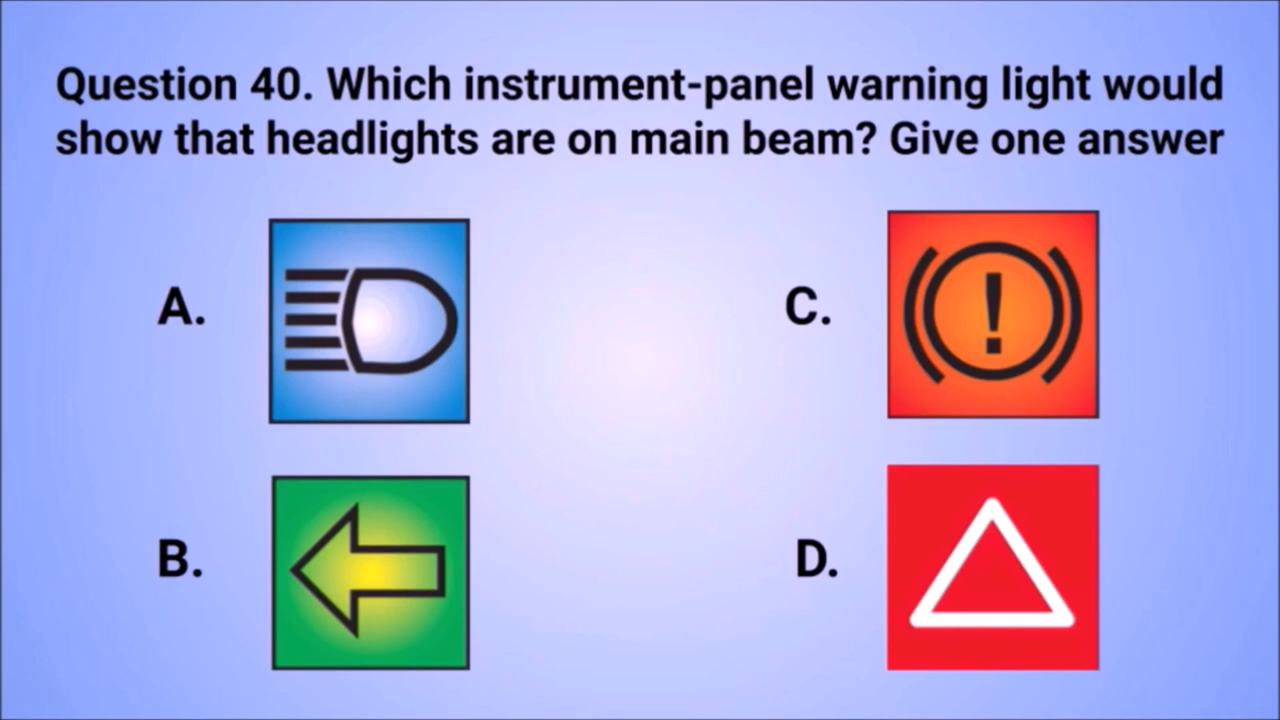 Question 40. Which instrument-panel warning light would
show that headlights are on main beam? Give one answer
A.
C.
B.
D.